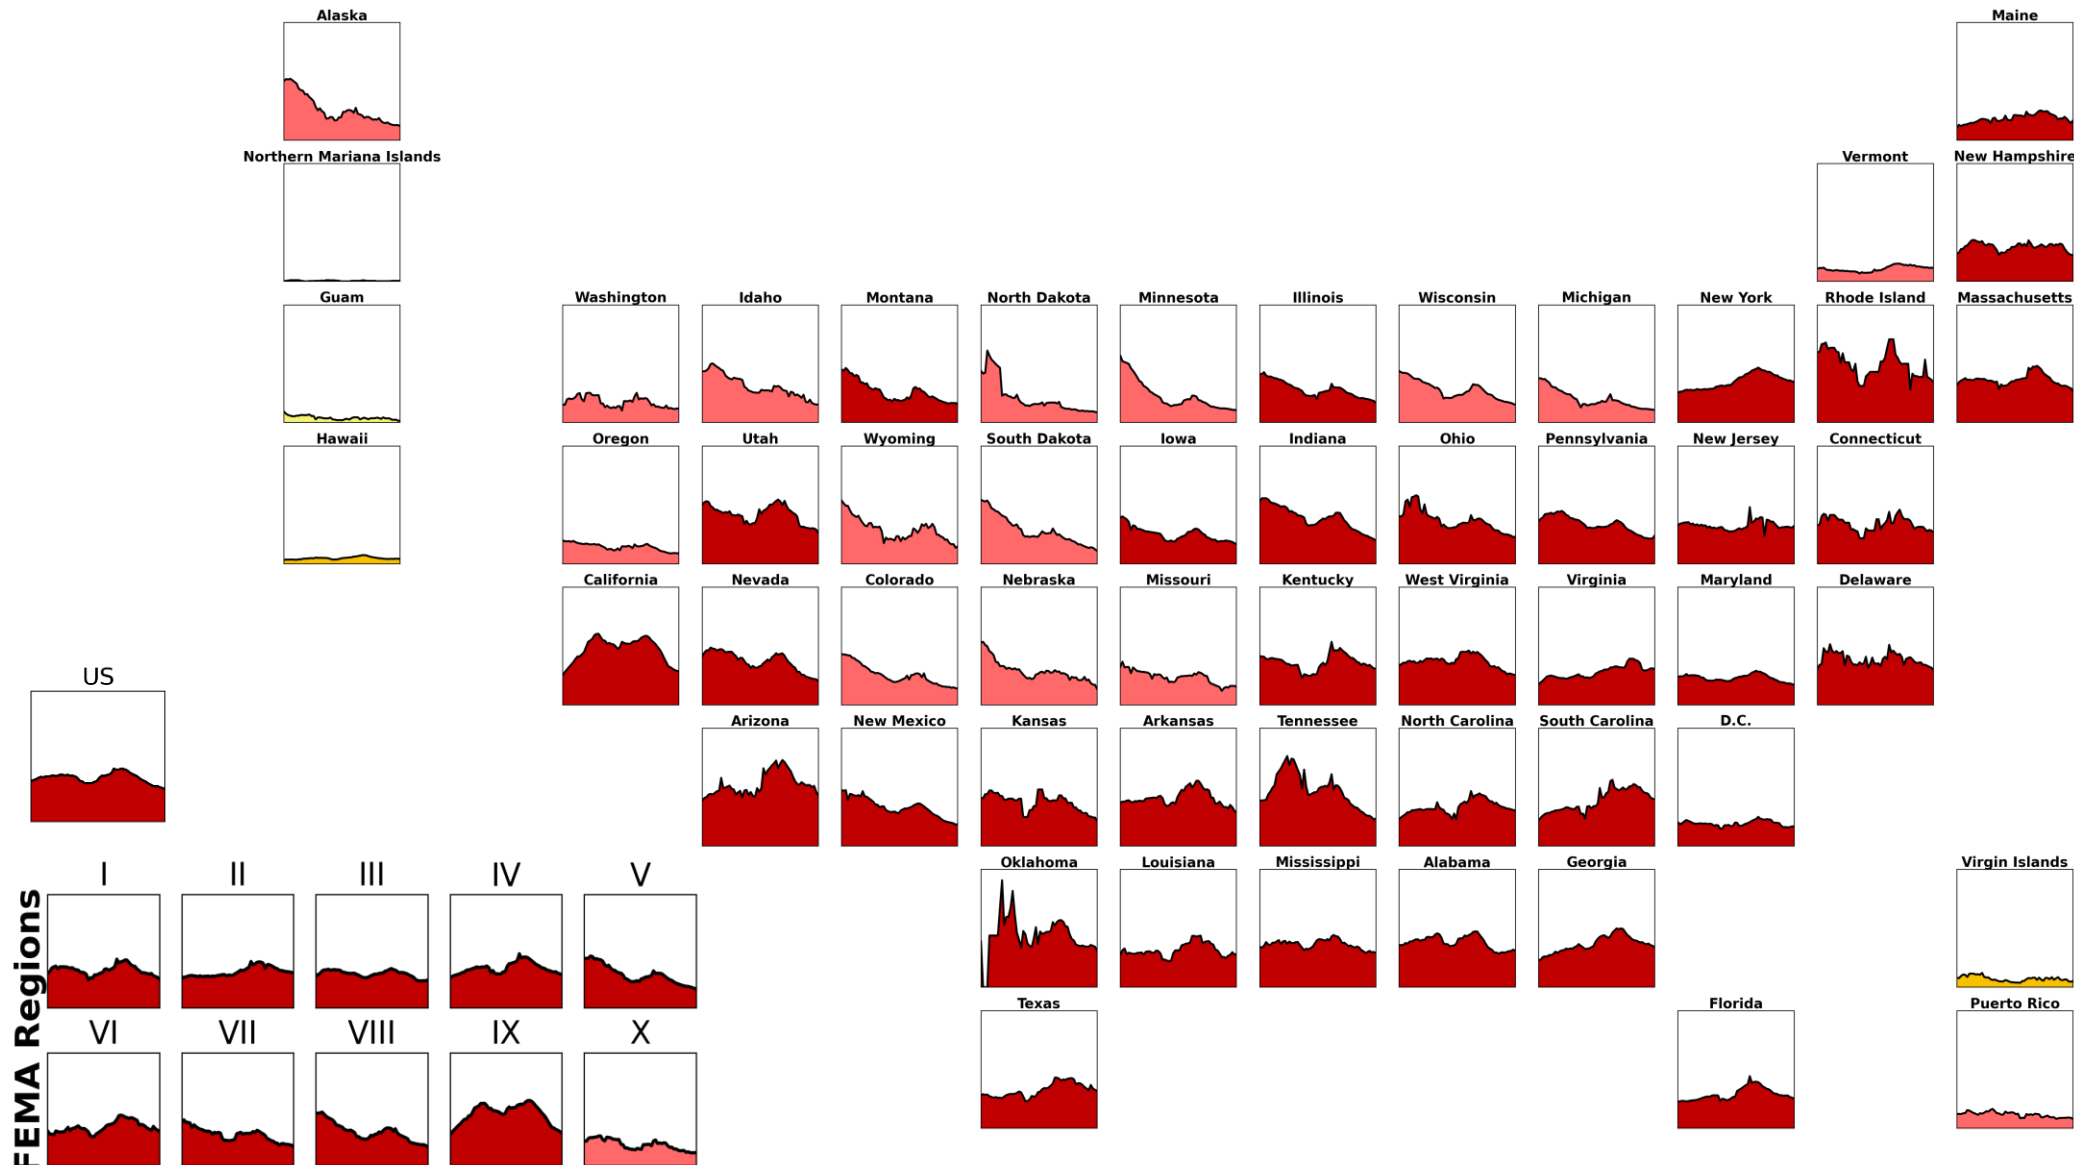 Alaska
Maine
Northern Mariana Islands
Vermont
New Hampshire
Guam
Washington
Idaho
Montana
North Dakota
Minnesota
Illinois
Wisconsin
Michigan
New York
Rhode Island
Massachusetts
Hawaii
Oregon
Utah
Wyoming
South Dakota
Iowa
Indiana
Ohio
Pennsylvania
New Jersey
Connecticut
California
Nevada
Colorado
Nebraska
Missouri
Kentucky
West Virginia
Virginia
Maryland
Delaware
US
Arizona
New Mexico
Kansas
Arkansas
Tennessee
North Carolina
South Carolina
D.C.
Oklahoma
Louisiana
Mississippi
Alabama
Georgia
Virgin Islands
FEMA Regions
I
II
III
IV
V
Texas
Florida
Puerto Rico
VI
VII
VIII
IX
X